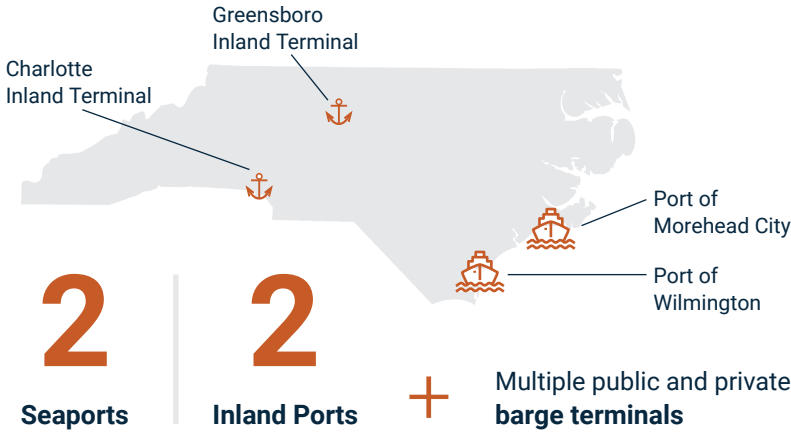 Greensboro
Inland Terminal
Charlotte
Inland Terminal
Port of
Morehead City
Port of
Wilmington
2
Seaports
2
Inland Ports
+
Multiple public and private
barge terminals